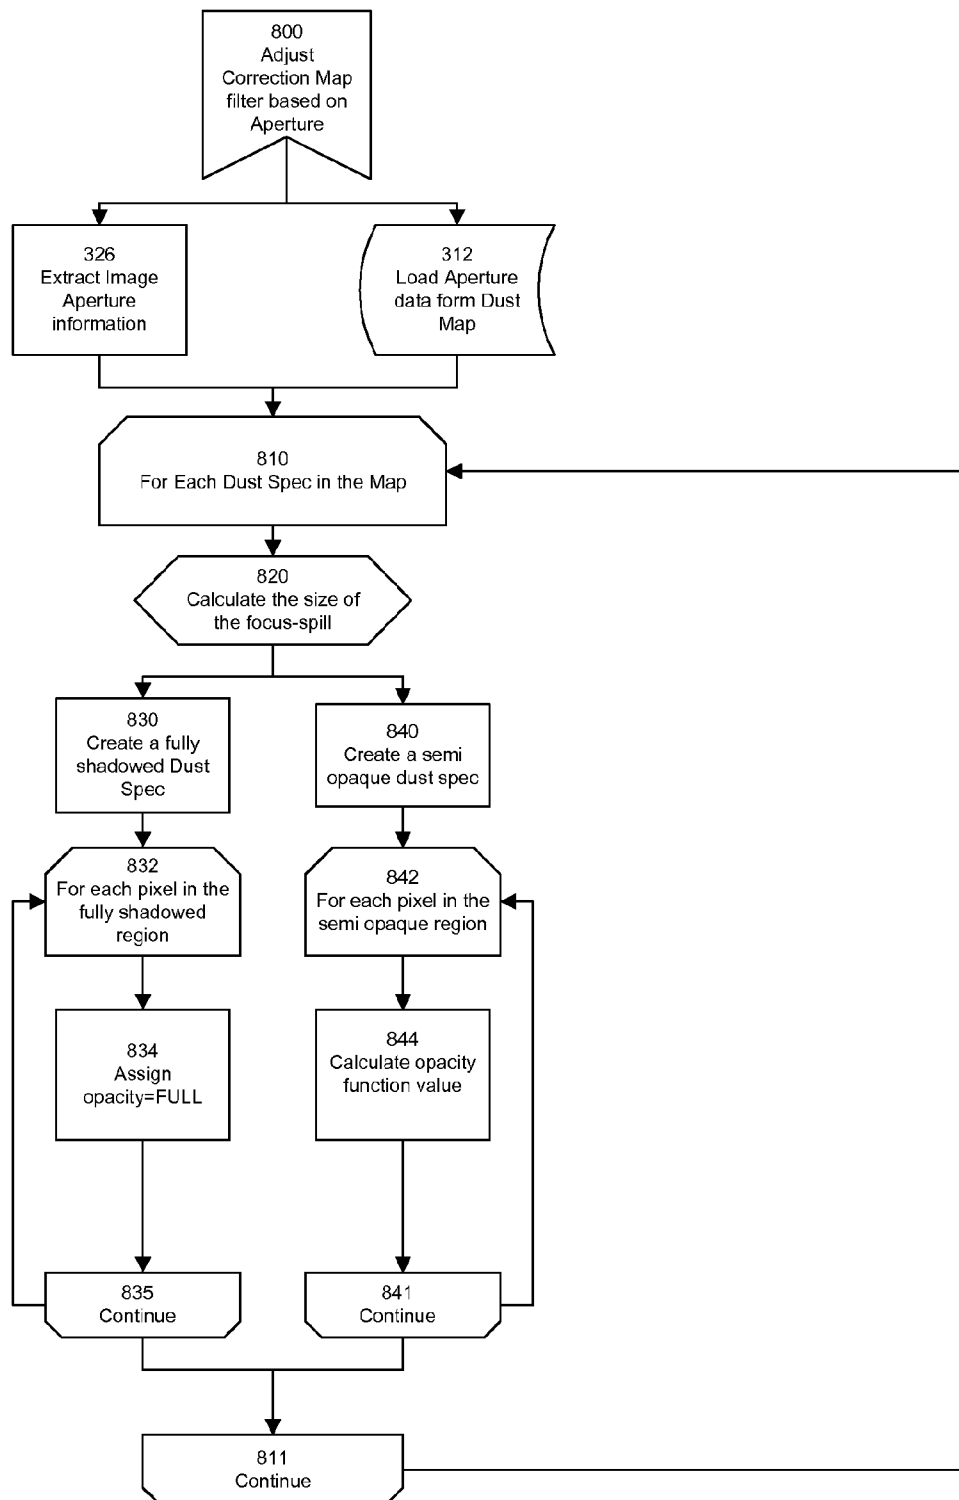 800
Adjust
Correction Map
filter based on
Aperture
326
Extract Image
Aperture
information
312
Load Aperture
data form Dust
Map
810
For Each Dust Spec in the Map
820
Calculate the size of
the focus-spill
830
Create a fully
shadowed Dust
Spec
840
Create a semi
opaque dust spec
832
For each pixel in the
fully shadowed
region
842
For each pixel in the
semi opaque region
834
Assign
opacity=FULL
844
Calculate opacity
function value
835
Continue
841
Continue
811
Continue